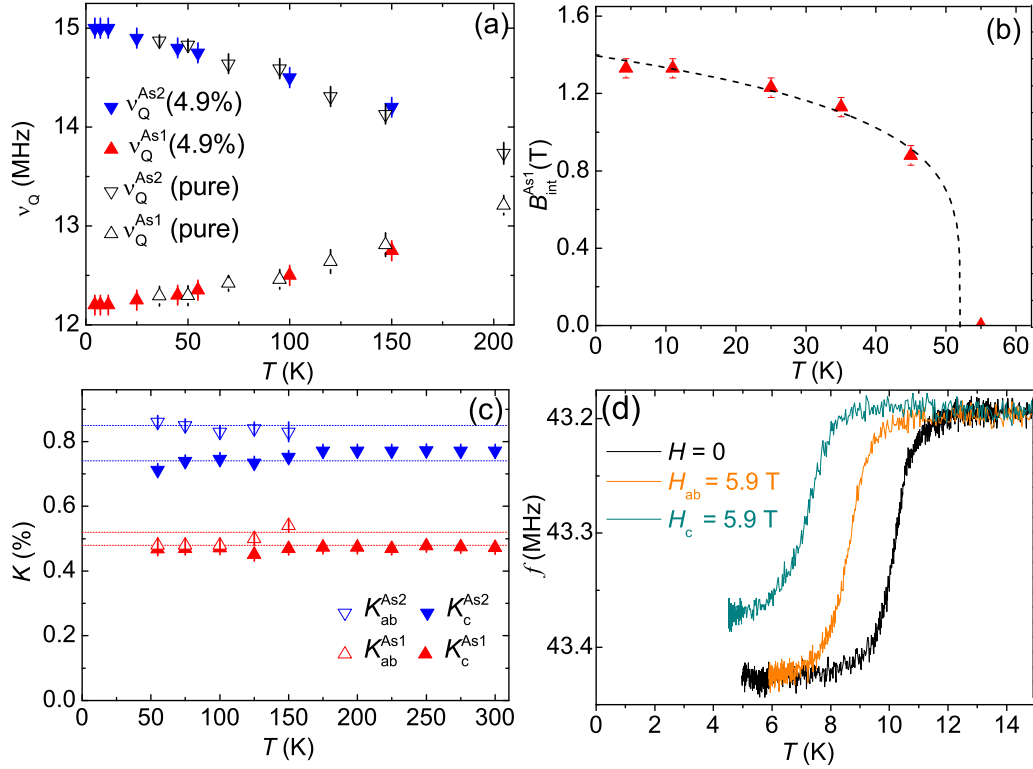 (a)
15
14
13
12
ν_Q (MHz)
ν_Q^As2 (4.9%)
ν_Q^As1 (4.9%)
ν_Q^As2 (pure)
ν_Q^As1 (pure)
0 50 100 150 200
T (K)
(b)
1.6
1.2
0.8
0.4
0.0
B_int^As1 (T)
0 10 20 30 40 50 60
T (K)
(c)
0.8
0.6
0.4
0.2
0.0
K (%)
K_ab^As2 K_c^As2
K_ab^As1 K_c^As1
0 50 100 150 200 250 300
T (K)
(d)
43.2
43.3
43.4
f (MHz)
H = 0
H_ab = 5.9 T
H_c = 5.9 T
0 2 4 6 8 10 12 14
T (K)